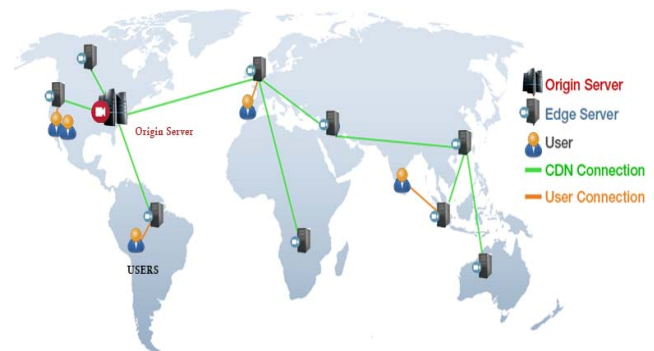 Origin Server
Edge Server
User
CDN Connection
User Connection
Origin Server
USERS